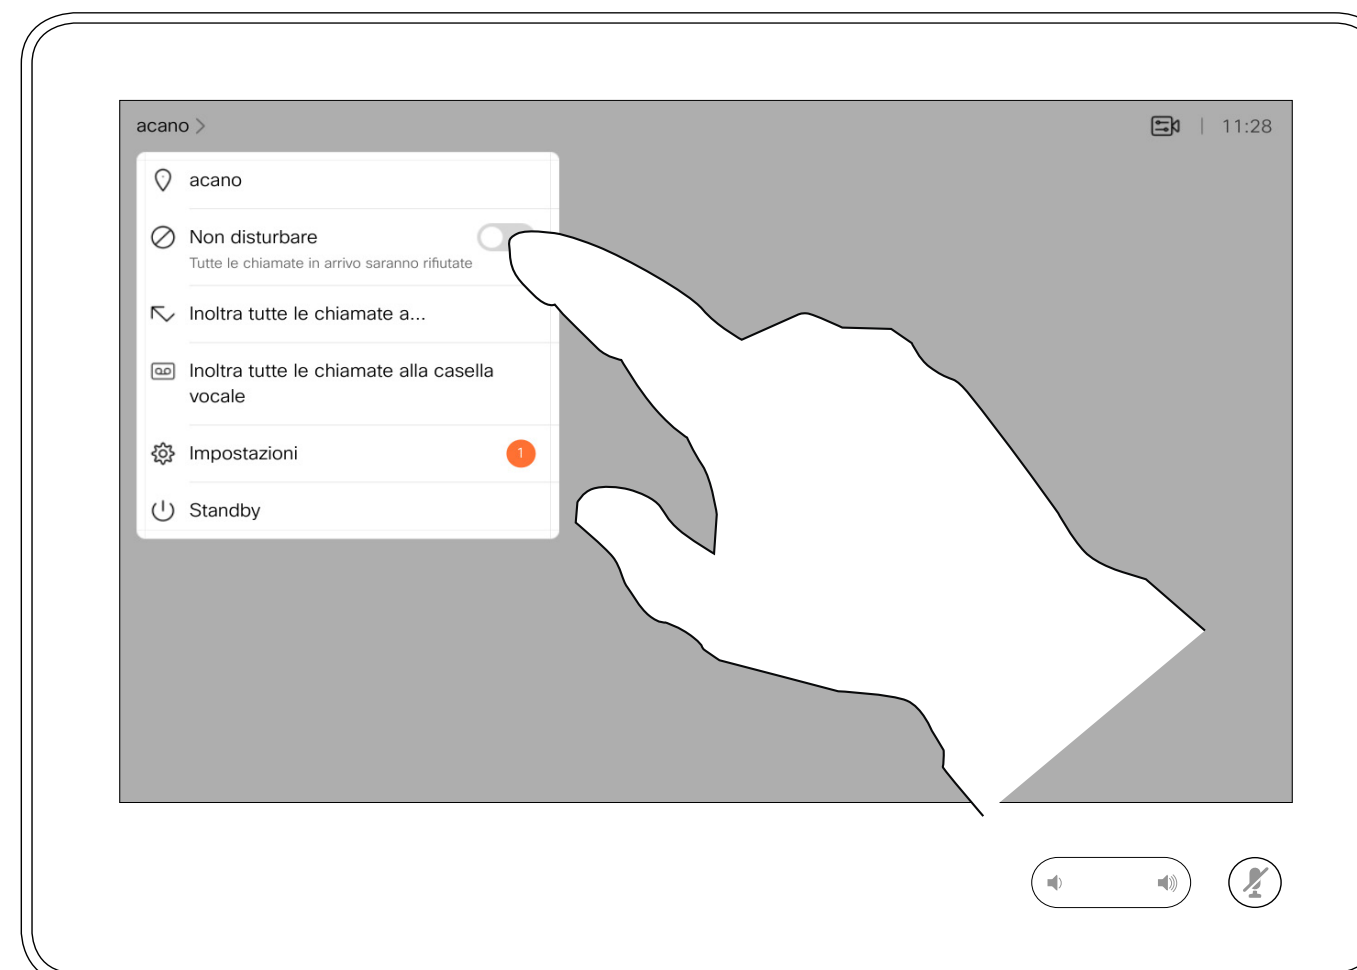 acano
11:28
acano
Non disturbare
Tutte le chiamate in arrivo saranno rifiutate
Inoltra tutte le chiamate a...
Inoltra tutte le chiamate alla casella
vocale
Impostazioni 1
Standby